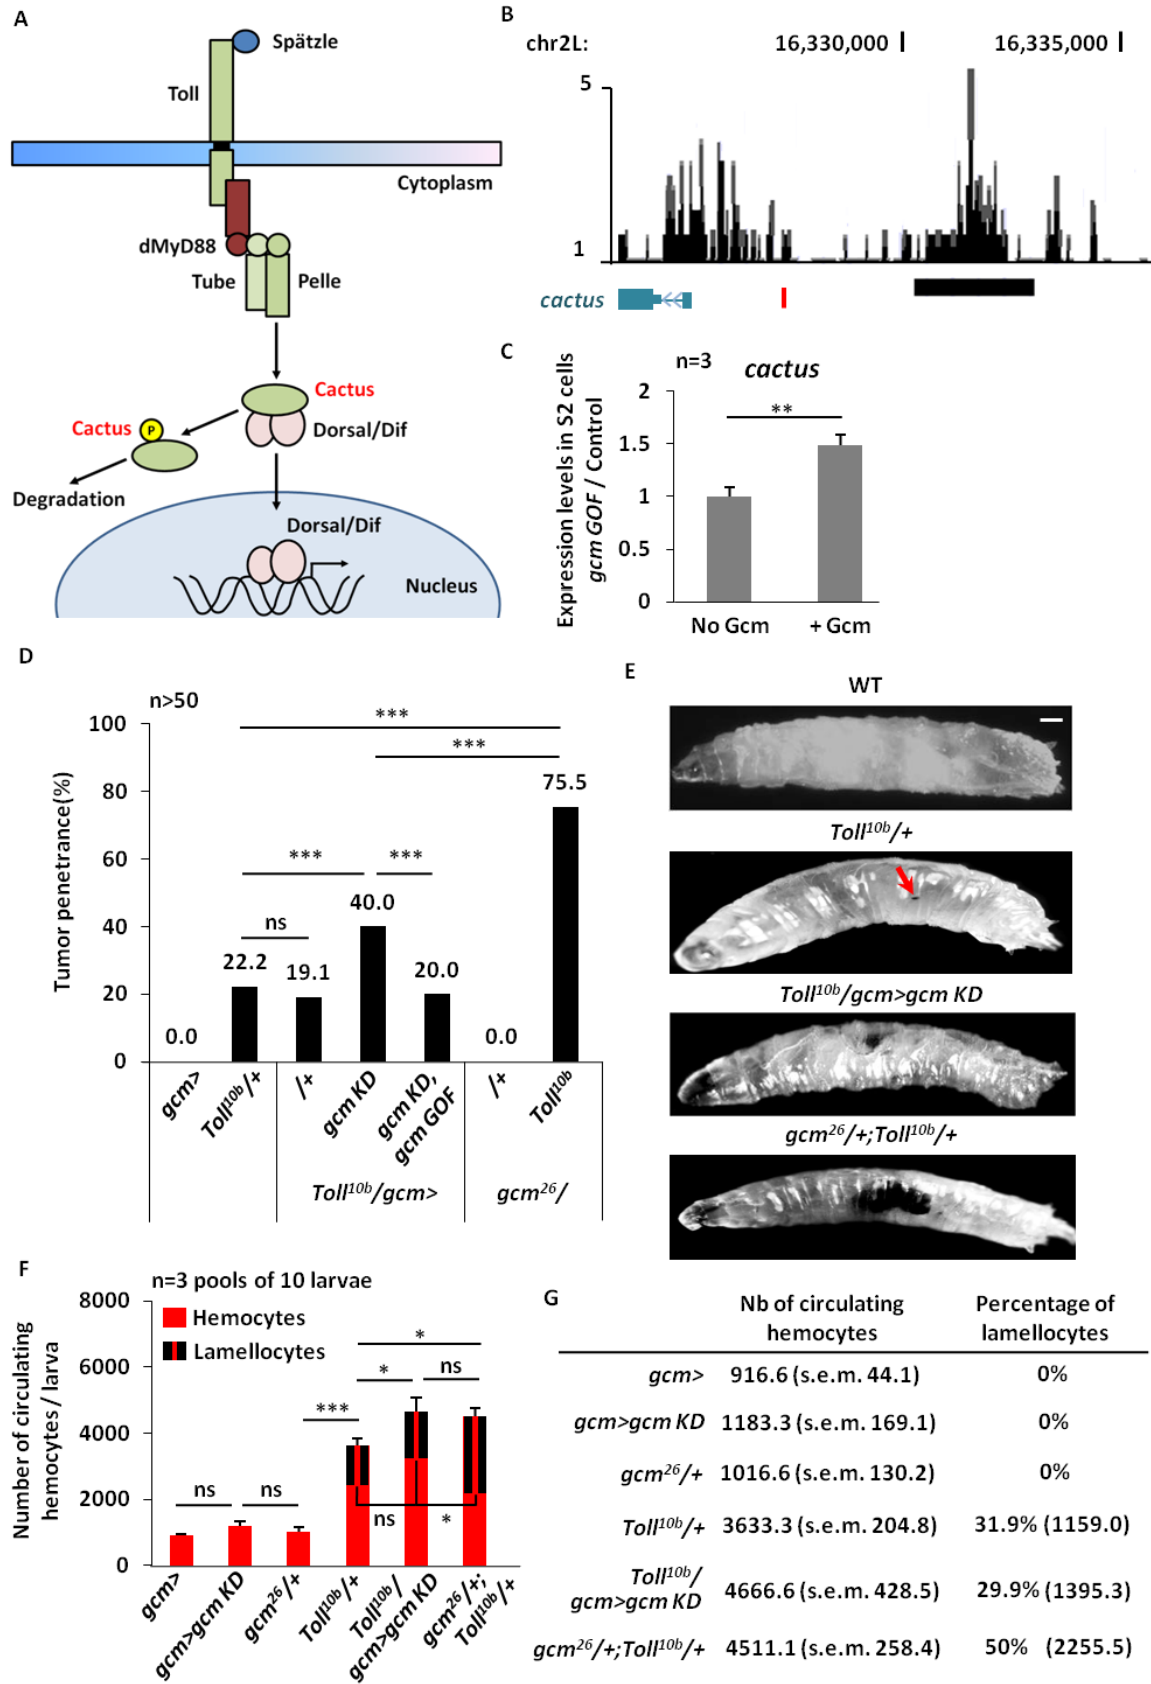 A
Spätzle
Toll
Cytoplasm
dMyD88
Tube
Pelle
Cactus
Cactus
P
Dorsal/Dif
Degradation
Dorsal/Dif
Nucleus
B
chr2L:
16,330,000
16,335,000
5
1
cactus
C
n=3
cactus
Expression levels in S2 cells
gcm GOF / Control
2
**
1.5
1
0.5
0
No Gcm
+ Gcm
D
n>50
Tumor penetrance(%)
100
80
60
40
20
0
***
***
75.5
***
***
40.0
ns
22.2
19.1
20.0
0.0
0.0
gcm>
Toll10b/+
/+
gcm KD
gcm KD,
gcm GOF
/+
Toll10b
Toll10b/gcm>
gcm26/
E
WT
Toll10b/+
Toll10b/gcm>gcm KD
gcm26/+;Toll10b/+
F
n=3 pools of 10 larvae
Number of circulating
hemocytes / larva
8000
6000
4000
2000
0
Hemocytes
Lamellocytes
*
*
ns
***
ns
ns
ns
*
gcm>
gcm>gcm KD
gcm26/+
Toll10b/+
Toll10b/
gcm>gcm KD
gcm26/+;
Toll10b/+
G
Nb of circulating
hemocytes
Percentage of
lamellocytes
gcm> 916.6 (s.e.m. 44.1) 0%
gcm>gcm KD 1183.3 (s.e.m. 169.1) 0%
gcm26/+ 1016.6 (s.e.m. 130.2) 0%
Toll10b/+ 3633.3 (s.e.m. 204.8) 31.9% (1159.0)
Toll10b/
gcm>gcm KD 4666.6 (s.e.m. 428.5) 29.9% (1395.3)
gcm26/+;Toll10b/+ 4511.1 (s.e.m. 258.4) 50% (2255.5)